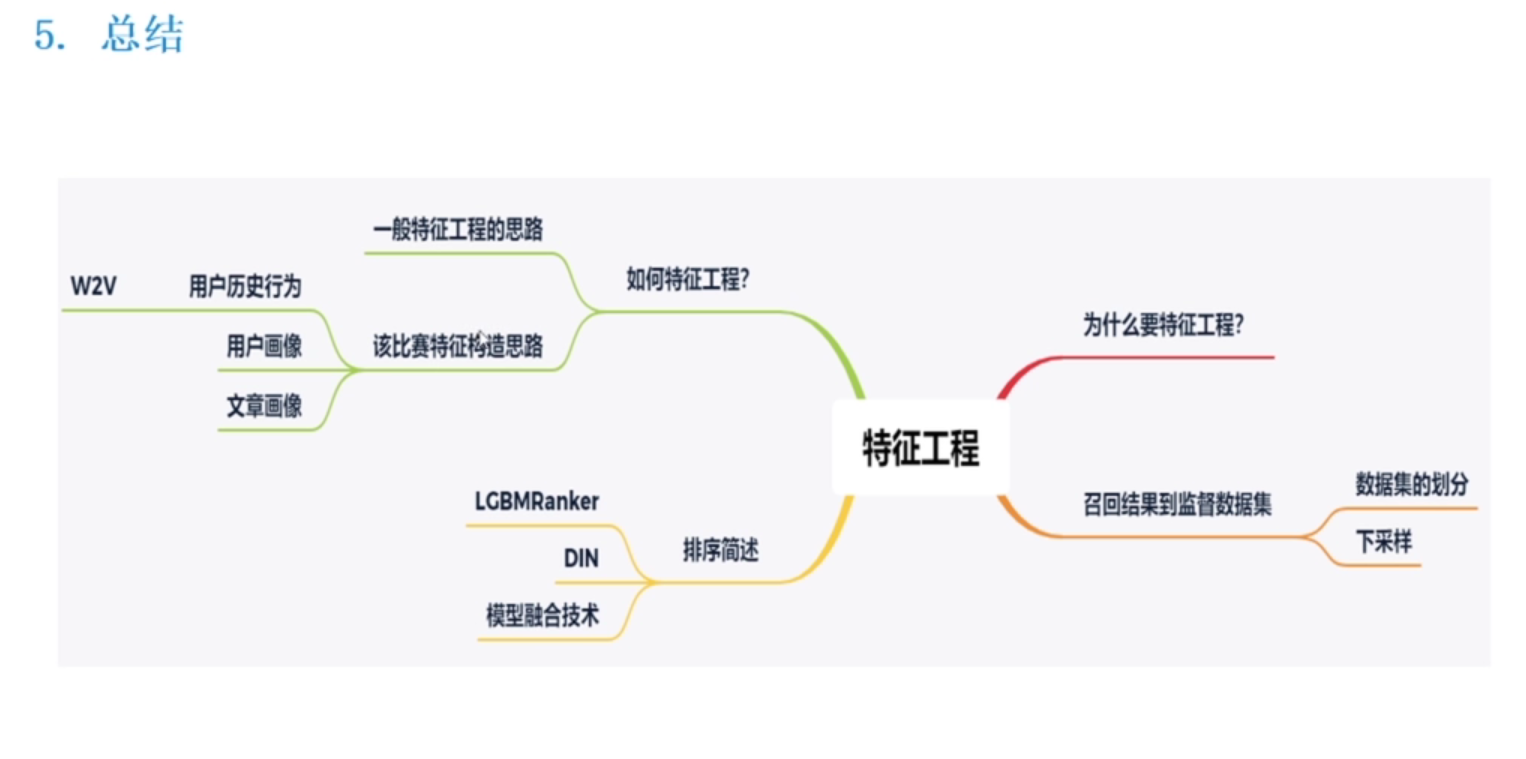 5. 总结
一般特征工程的思路
如何特征工程?
W2V
用户历史行为
用户画像
该比赛特征构造思路
文章画像
为什么要特征工程?
特征工程
LGBMRanker
DIN
排序简述
模型融合技术
召回结果到监督数据集
数据集的划分
下采样